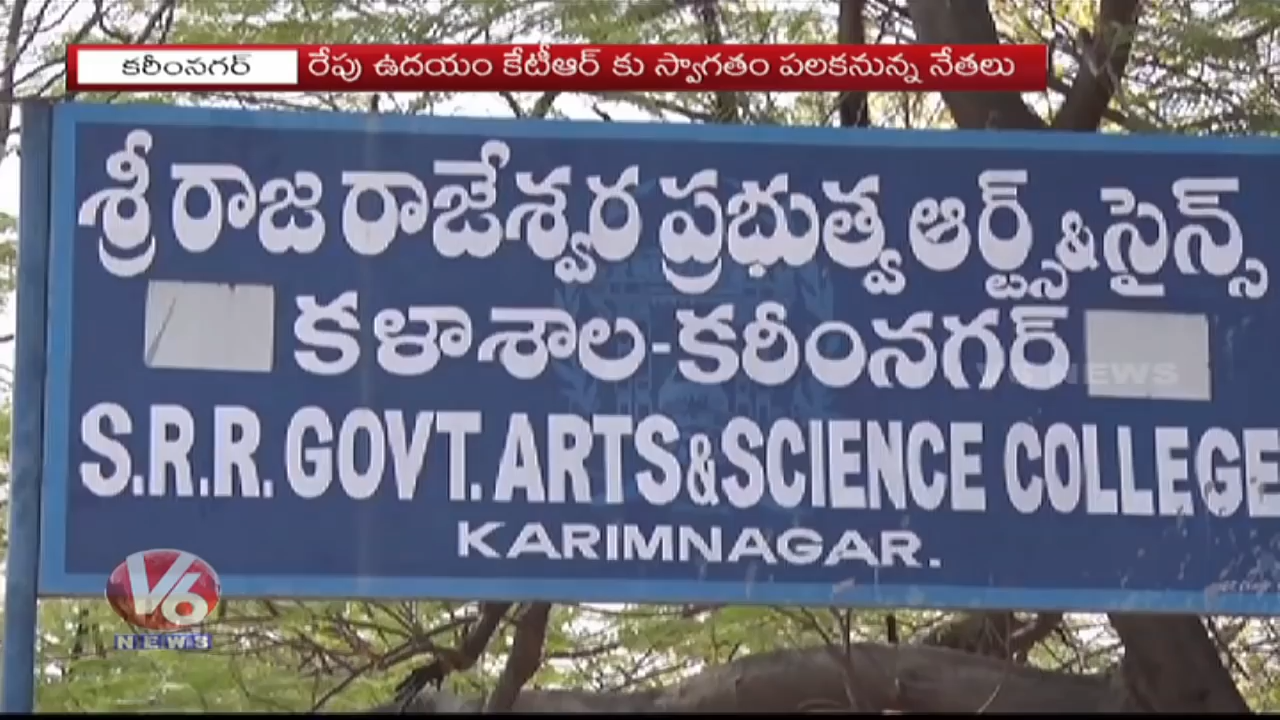 కరీంనగర్ రేపు ఉదయం కేటీఆర్ కు స్వాగతం పలకనున్న నేతలు
శ్రీ రాజ రాజేశ్వర ప్రభుత్వ ఆర్ట్స్ & సైన్స్
కళాశాల-కరీంనగర్
S.R.R. GOVT. ARTS & SCIENCE COLLEGE
KARIMNAGAR.
V6
NEWS